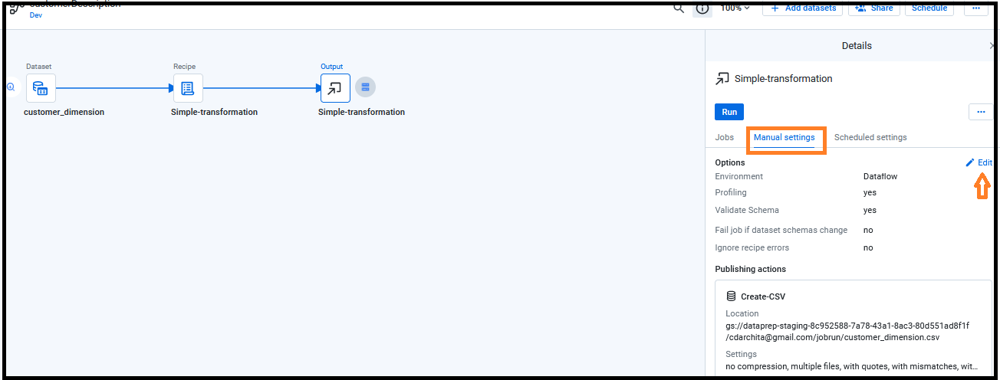 customerDescription
Dev
100%
Add datasets
Share
Schedule
...
Details
Dataset
Recipe
Output
customer_dimension
Simple-transformation
Simple-transformation
Simple-transformation
Run
...
Jobs
Manual settings
Scheduled settings
Options
Edit
Environment Dataflow
Profiling yes
Validate Schema yes
Fail job if dataset schemas change no
Ignore recipe errors no
Publishing actions
Create-CSV
Location
gs://dataprep-staging-8c952588-7a78-43a1-8ac3-80d551ad8f1f
/cdarchita@gmail.com/jobrun/customer_dimension.csv
Settings
no compression, multiple files, with quotes, with mismatches, wit...